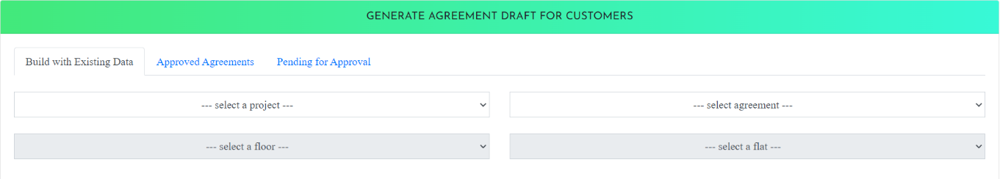 GENERATE AGREEMENT DRAFT FOR CUSTOMERS
Build with Existing Data Approved Agreements Pending for Approval
--- select a project --- --- select agreement ---
--- select a floor --- --- select a flat ---